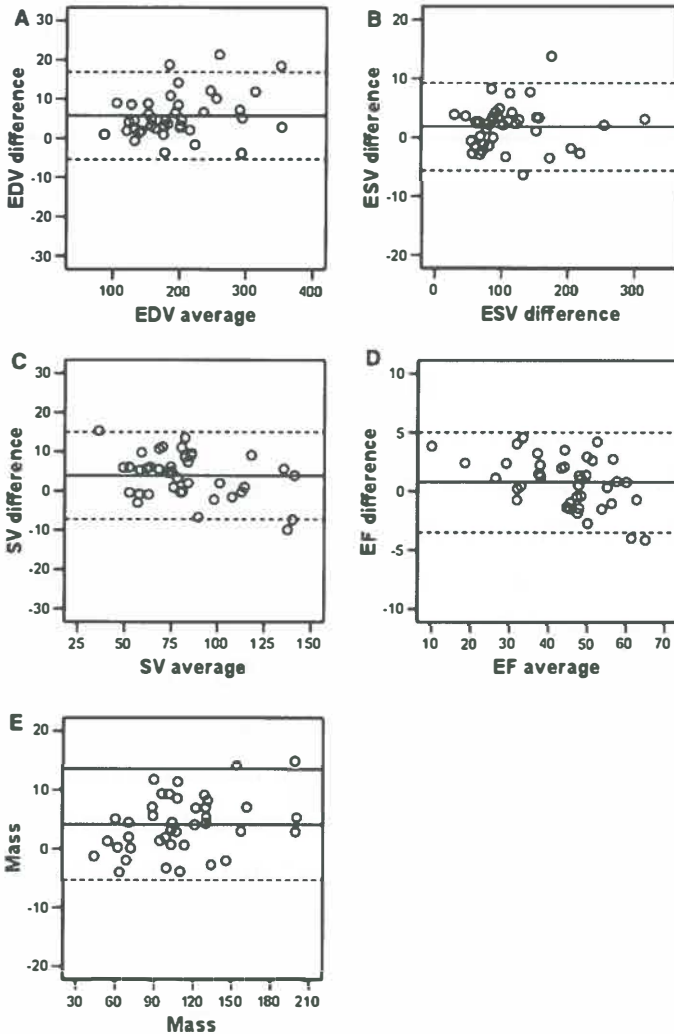 A
EDV difference
30
20
10
0
-10
-20
-30
100 200 300 400
EDV average
B
ESV difference
20
10
0
-10
-20
0 100 200 300
ESV difference
C
SV difference
30
20
10
0
-10
-20
-30
25 50 75 100 125 150
SV average
D
EF difference
10
5
0
-5
-10
10 20 30 40 50 60 70
EF average
E
Mass
20
10
0
-10
-20
30 60 90 120 150 180 210
Mass